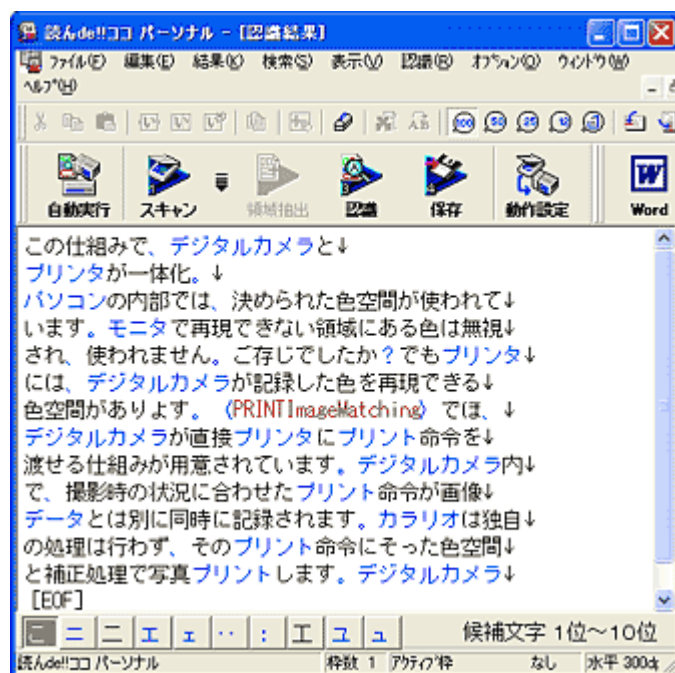 読んde!!ココ パーソナル - [認識結果]
ファイル(F) 編集(E) 結果(K) 検索(S) 表示(V) 認識(R) オプション(O) ウィンドウ(W)
ヘルプ(H)
100 50 25
自動実行 スキャン 領域抽出 認識 保存 動作設定 Word
この仕組みで、デジタルカメラと↓
プリンタが一体化。↓
パソコンの内部では、決められた色空間が使われて↓
います。モニタで再現できない領域にある色は無視↓
され、使われません。ご存じでしたか?でもプリンタ↓
には、デジタルカメラが記録した色を再現できる↓
色空間があります。〈PRINTImageWatching〉では、↓
デジタルカメラが直接プリンタにプリント命令を↓
渡せる仕組みが用意されています。デジタルカメラ内↓
で、撮影時の状況に合わせたプリント命令が画像↓
データとは別に同時に記録されます。カラリオは独自↓
の処理は行わず、そのプリント命令にそった色空間↓
と補正処理で写真プリントします。デジタルカメラ↓
[EOF]
こ ニ 二 エ ェ ‥ : 工 ユ ュ 候補文字 1位～10位
読んde!!ココ パーソナル 枠数 1 アクティブ枠 なし 水平 300